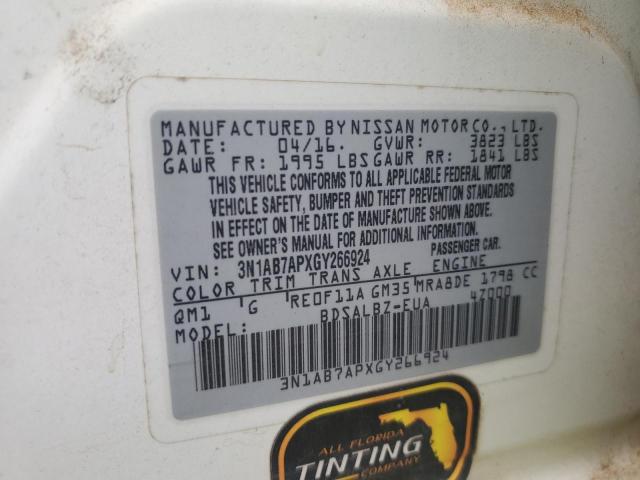 MANUFACTURED BY NISSAN MOTOR CO., LTD.
DATE: 04/16. GVWR: 3823 LBS
GAWR FR: 1995 LBS GAWR RR: 1841 LBS
THIS VEHICLE CONFORMS TO ALL APPLICABLE FEDERAL MOTOR
VEHICLE SAFETY, BUMPER AND THEFT PREVENTION STANDARDS
IN EFFECT ON THE DATE OF MANUFACTURE SHOWN ABOVE.
SEE OWNER'S MANUAL FOR ADDITIONAL INFORMATION.
VIN: 3N1AB7APXGY266924 PASSENGER CAR.
COLOR TRIM TRANS AXLE ENGINE
QM1 G RE0F11A GM35 MRA8DE 1798 CC
MODEL: BDSALBZ-EUA 4Z000
3N1AB7APXGY266924
ALL FLORIDA
TINTING
COMPANY